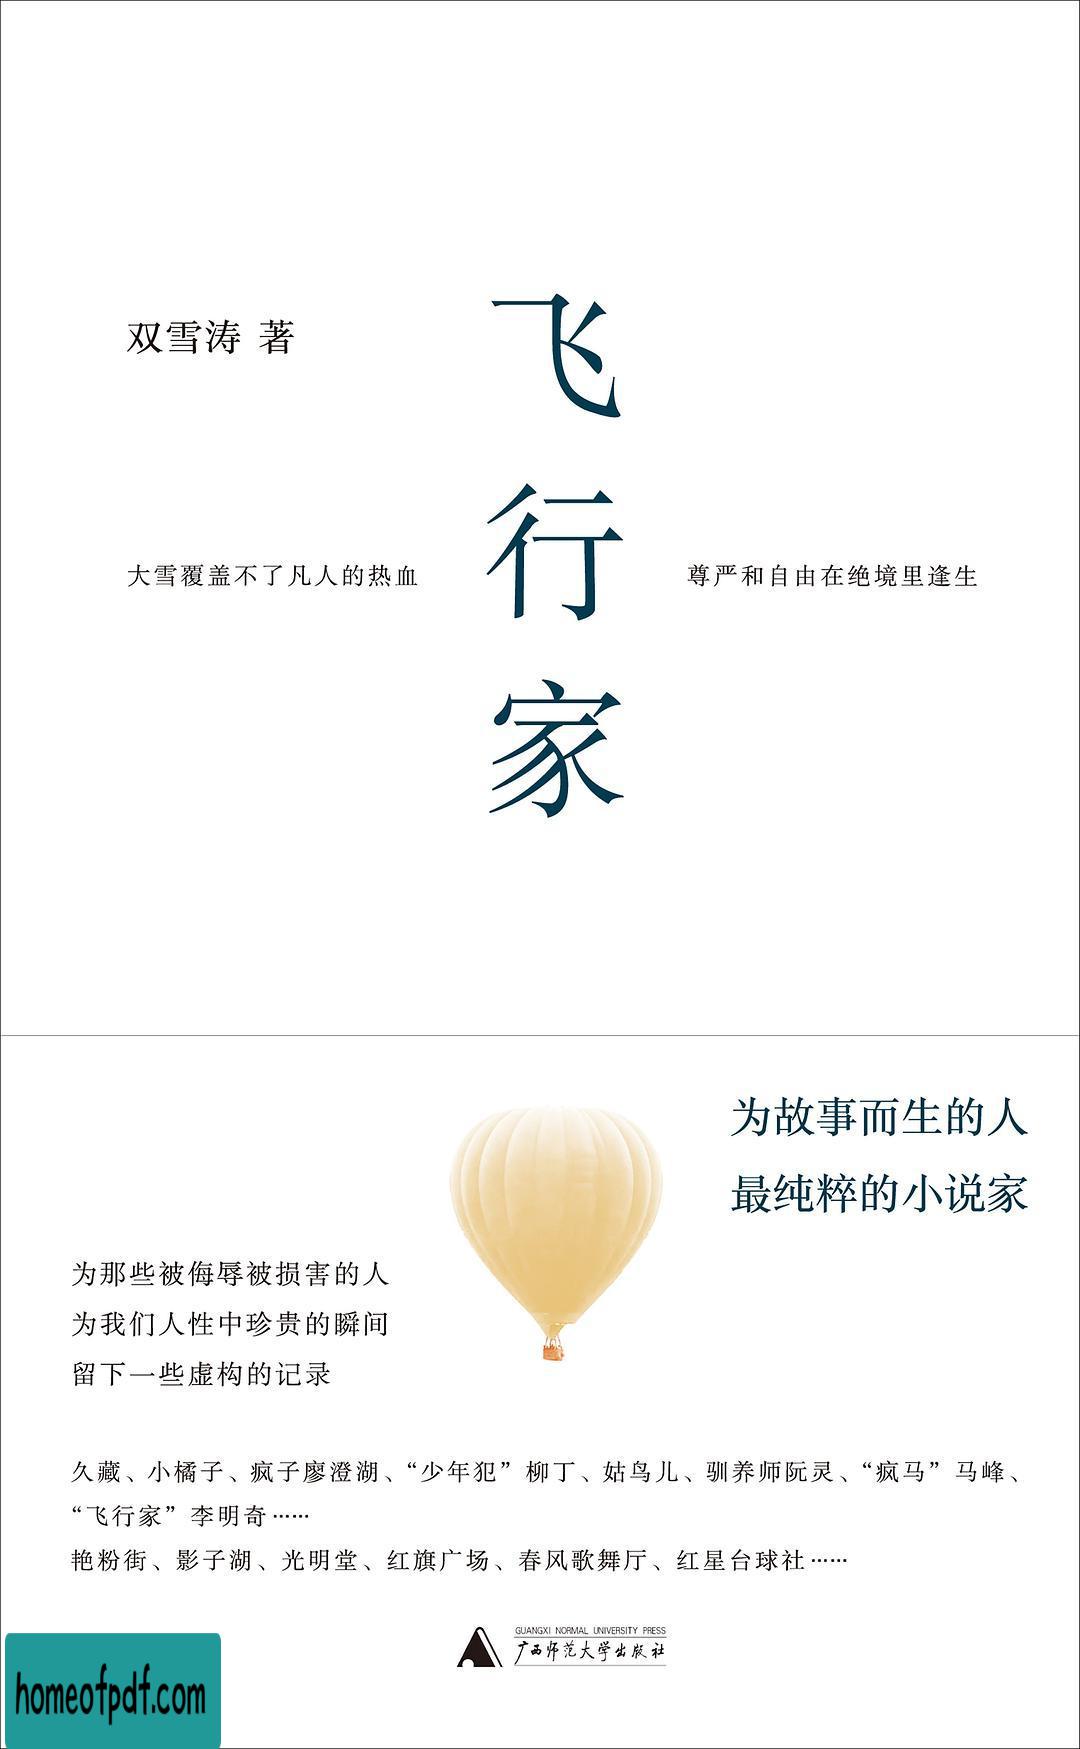 双雪涛 著
飞行家
大雪覆盖不了凡人的热血
尊严和自由在绝境里逢生
为故事而生的人
最纯粹的小说家
为那些被侮辱被损害的人
为我们人性中珍贵的瞬间
留下一些虚构的记录
久藏、小橘子、疯子廖澄湖、“少年犯”柳丁、姑鸟儿、驯养师阮灵、“疯马”马峰、
“飞行家”李明奇……
艳粉街、影子湖、光明堂、红旗广场、春风歌舞厅、红星台球社……
GUANGXI NORMAL UNIVERSITY PRESS
广西师范大学出版社
homeofpdf.com